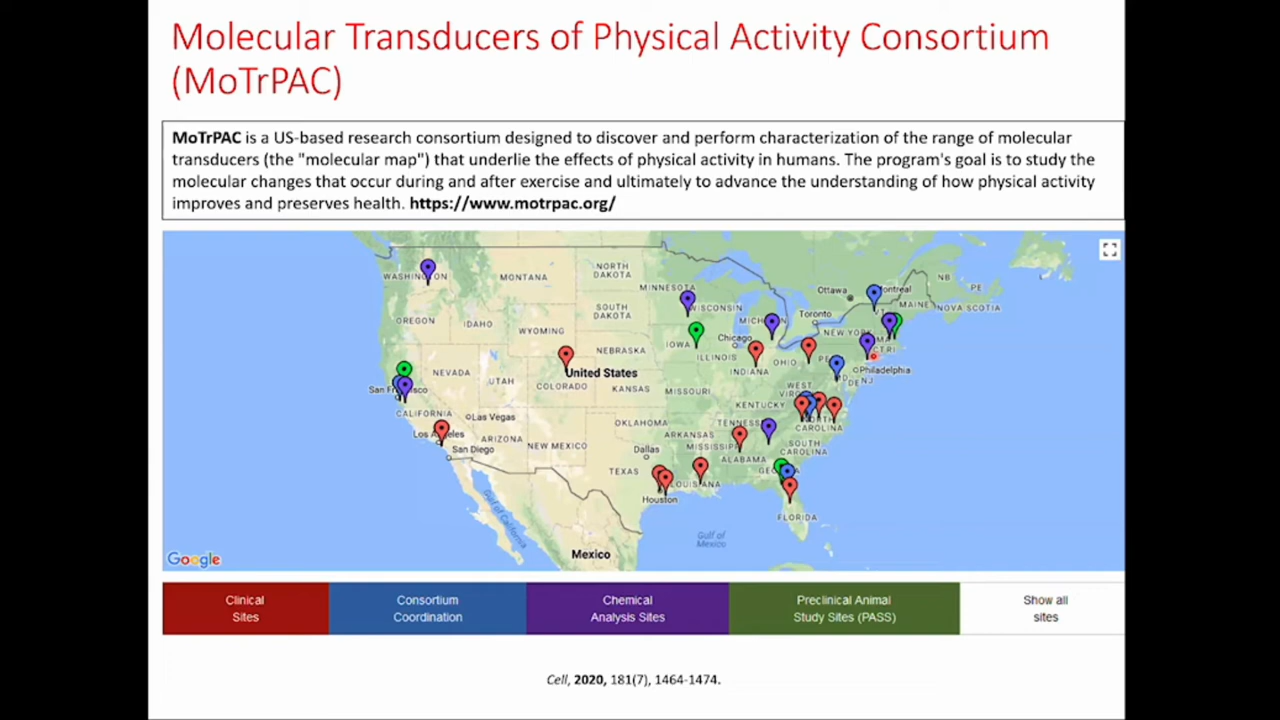 Molecular Transducers of Physical Activity Consortium
(MoTrPAC)
MoTrPAC is a US-based research consortium designed to discover and perform characterization of the range of molecular
transducers (the "molecular map") that underlie the effects of physical activity in humans. The program's goal is to study the
molecular changes that occur during and after exercise and ultimately to advance the understanding of how physical activity
improves and preserves health. https://www.motrpac.org/
WASHINGTON
MONTANA
NORTH
DAKOTA
MINNESOTA
Ottawa
Montreal
NB
PE
MAINE
NOVA SCOTIA
OREGON
IDAHO
SOUTH
DAKOTA
WISCONSIN
Toronto
WYOMING
NEW YORK
IOWA
Chicago
NEBRASKA
ILLINOIS
OHIO
INDIANA
Philadelphia
NEVADA
UTAH
COLORADO
United States
KANSAS
MISSOURI
WEST
KENTUCKY
DE
NJ
CALIFORNIA
Las Vegas
OKLAHOMA
CAROLINA
ARKANSAS
Los Angeles
San Diego
ARIZONA
NEW MEXICO
Dallas
MISSISSIPPI
ALABAMA
SOUTH
CAROLINA
TEXAS
LOUISIANA
Houston
FLORIDA
Gulf of
California
Gulf of
Mexico
Mexico
Google
Clinical
Sites
Consortium
Coordination
Chemical
Analysis Sites
Preclinical Animal
Study Sites (PASS)
Show all
sites
Cell, 2020, 181(7), 1464-1474.